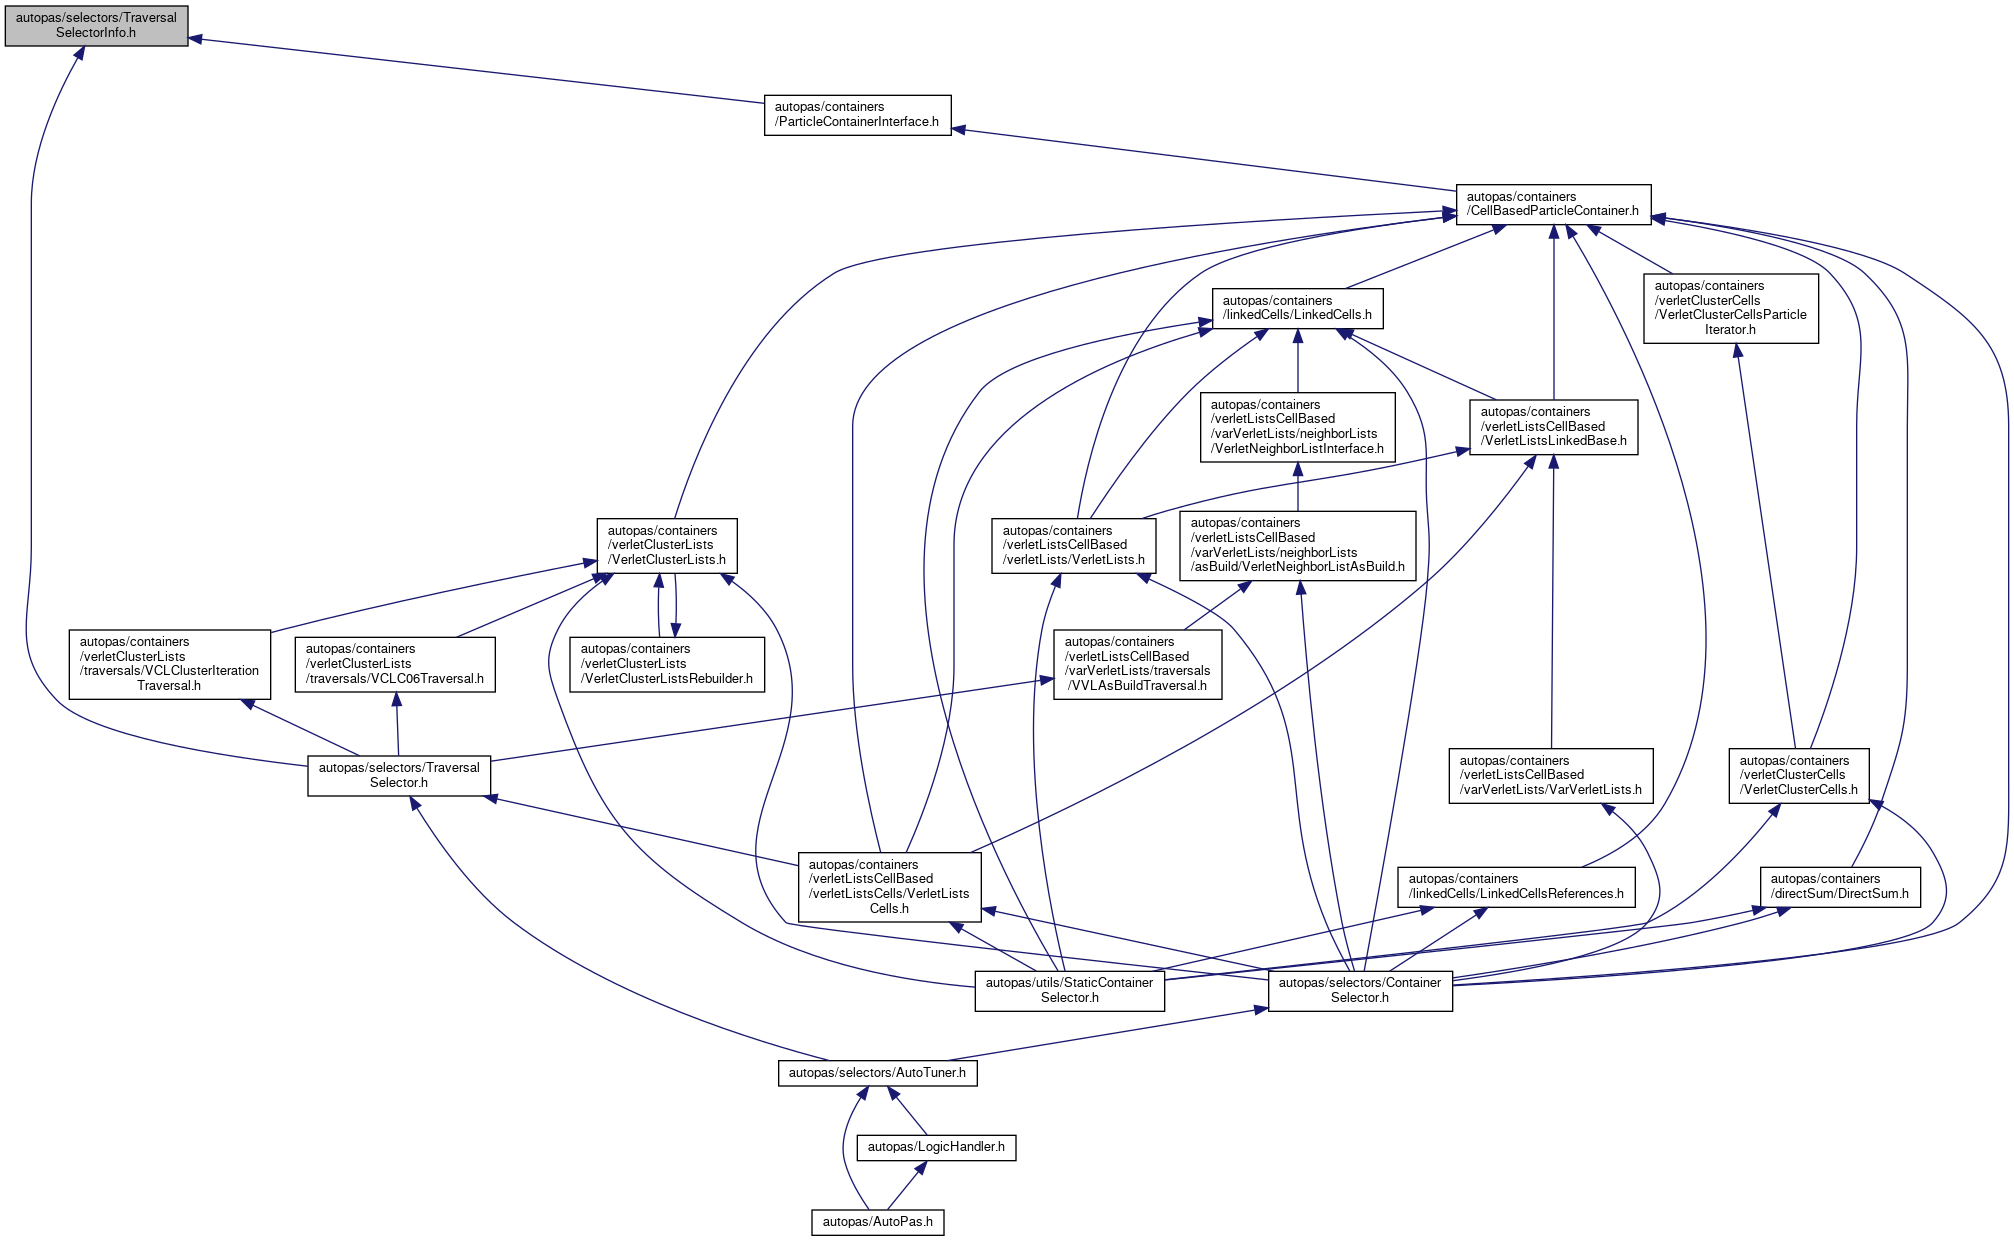 autopas/selectors/Traversal
SelectorInfo.h
autopas/containers
/ParticleContainerInterface.h
autopas/containers
/CellBasedParticleContainer.h
autopas/containers
/linkedCells/LinkedCells.h
autopas/containers
/verletClusterCells
/VerletClusterCellsParticle
Iterator.h
autopas/containers
/verletListsCellBased
/varVerletLists/neighborLists
/VerletNeighborListInterface.h
autopas/containers
/verletListsCellBased
/VerletListsLinkedBase.h
autopas/containers
/verletClusterLists
/VerletClusterLists.h
autopas/containers
/verletListsCellBased
/verletLists/VerletLists.h
autopas/containers
/verletListsCellBased
/varVerletLists/neighborLists
/asBuild/VerletNeighborListAsBuild.h
autopas/containers
/verletClusterLists
/traversals/VCLClusterIteration
Traversal.h
autopas/containers
/verletClusterLists
/traversals/VCLC06Traversal.h
autopas/containers
/verletClusterLists
/VerletClusterListsRebuilder.h
autopas/containers
/verletListsCellBased
/varVerletLists/traversals
/VVLAsBuildTraversal.h
autopas/selectors/Traversal
Selector.h
autopas/containers
/verletListsCellBased
/varVerletLists/VarVerletLists.h
autopas/containers
/verletClusterCells
/VerletClusterCells.h
autopas/containers
/verletListsCellBased
/verletListsCells/VerletLists
Cells.h
autopas/containers
/linkedCells/LinkedCellsReferences.h
autopas/containers
/directSum/DirectSum.h
autopas/utils/StaticContainer
Selector.h
autopas/selectors/Container
Selector.h
autopas/selectors/AutoTuner.h
autopas/LogicHandler.h
autopas/AutoPas.h